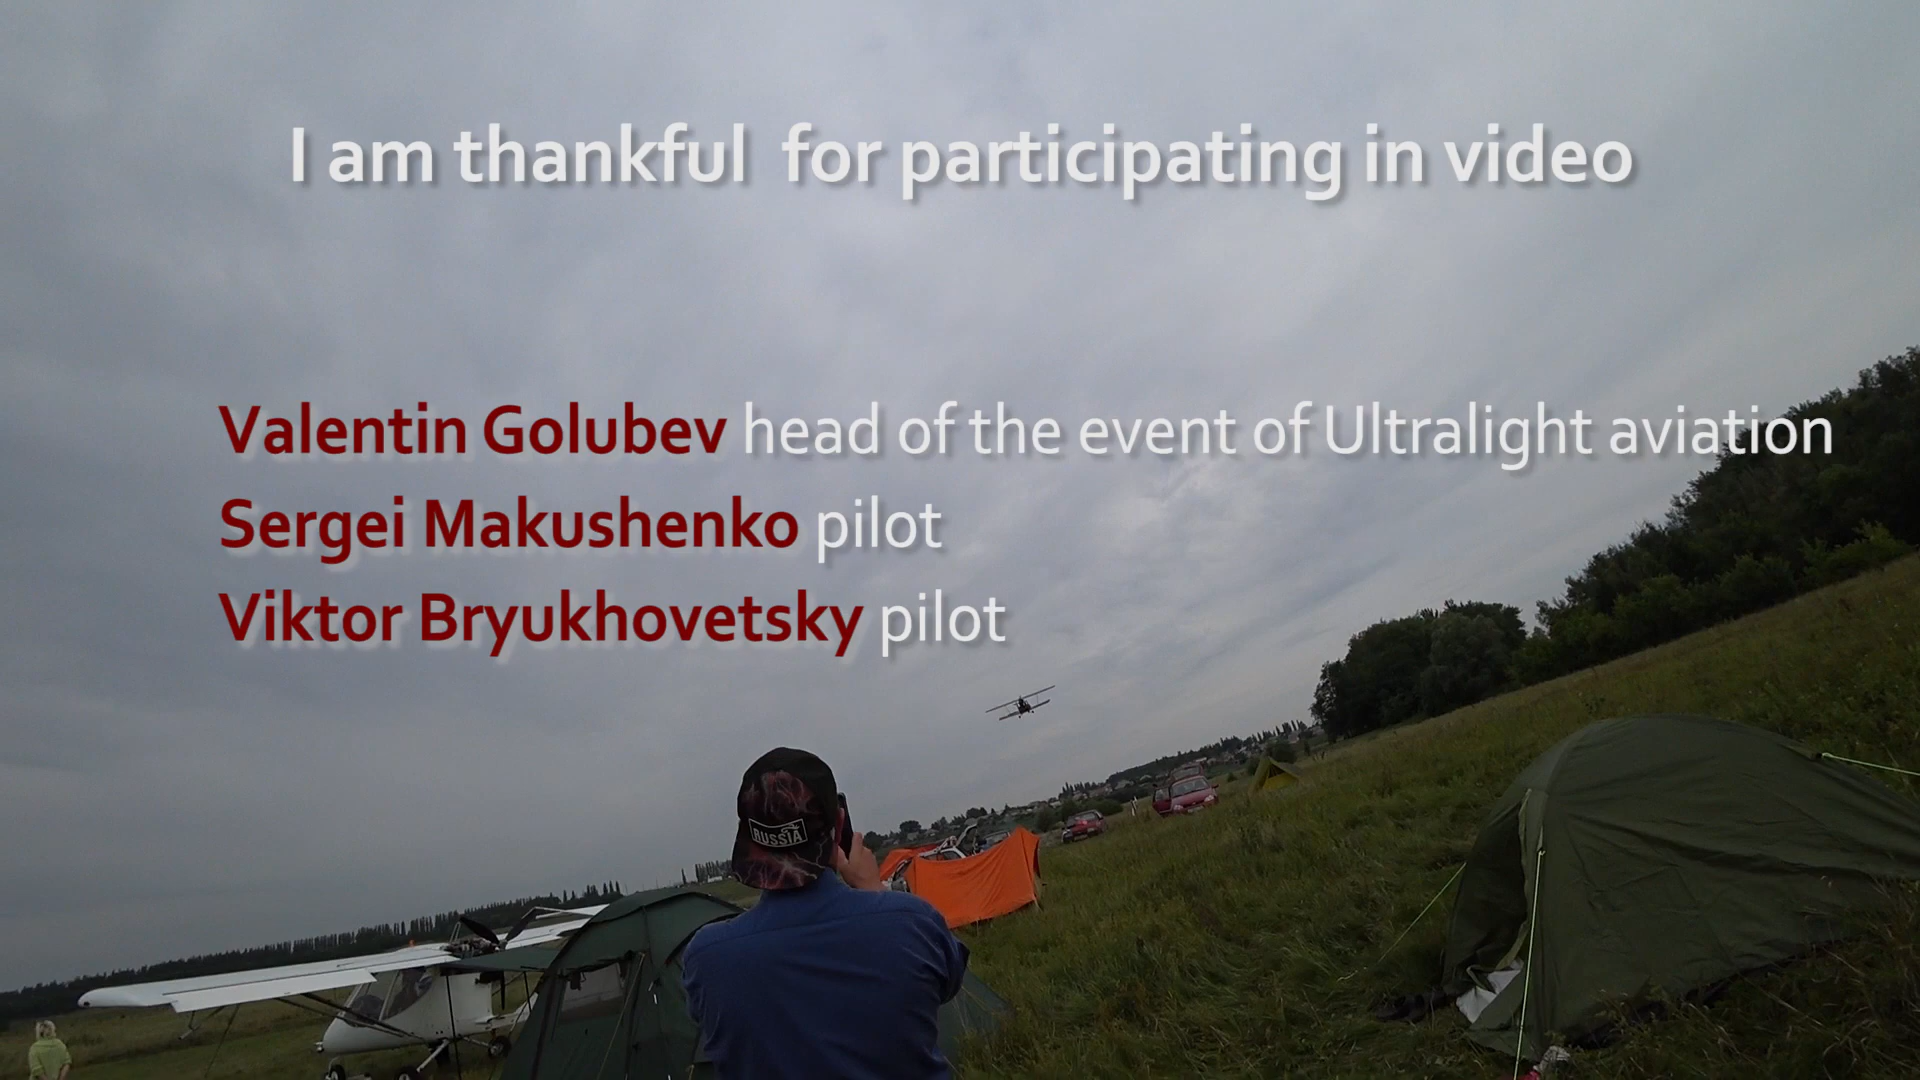 I am thankful for participating in video
Valentin Golubev head of the event of Ultralight aviation
Sergei Makushenko pilot
Viktor Bryukhovetsky pilot
RUSSIA